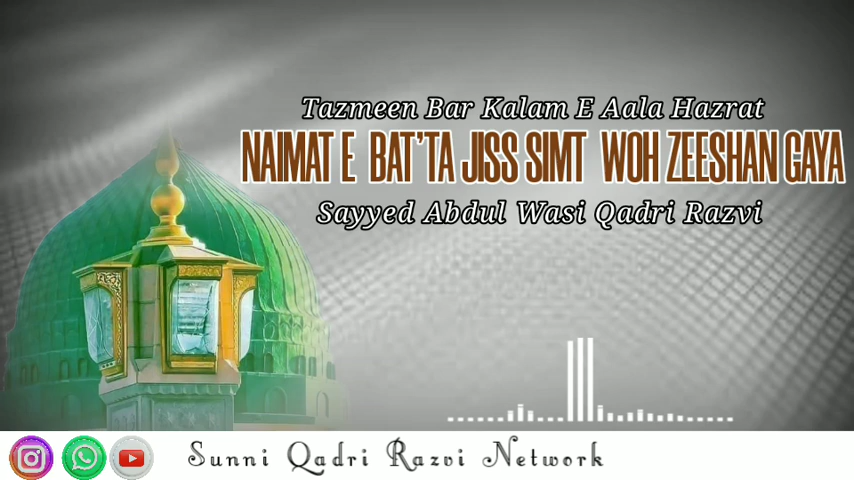 Tazmeen Bar Kalam E Aala Hazrat
NAIMAT E BAT'TA JISS SIMT WOH ZEESHAN GAYA
Sayyed Abdul Wasi Qadri Razvi
Sunni Qadri Razvi Network